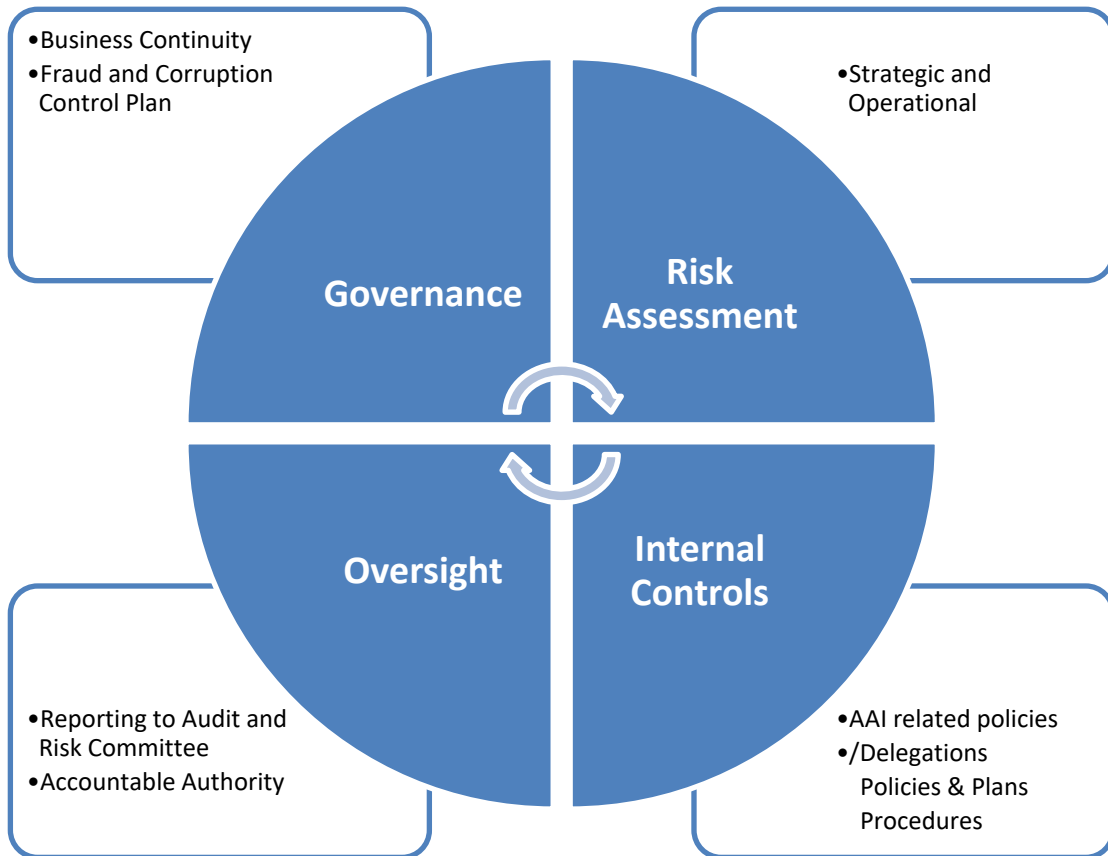 •Business Continuity
•Fraud and Corruption
Control Plan
•Strategic and
Operational
Governance
Risk
Assessment
Oversight
Internal
Controls
•Reporting to Audit and
Risk Committee
•Accountable Authority
•AAI related policies
•/Delegations
Policies & Plans
Procedures